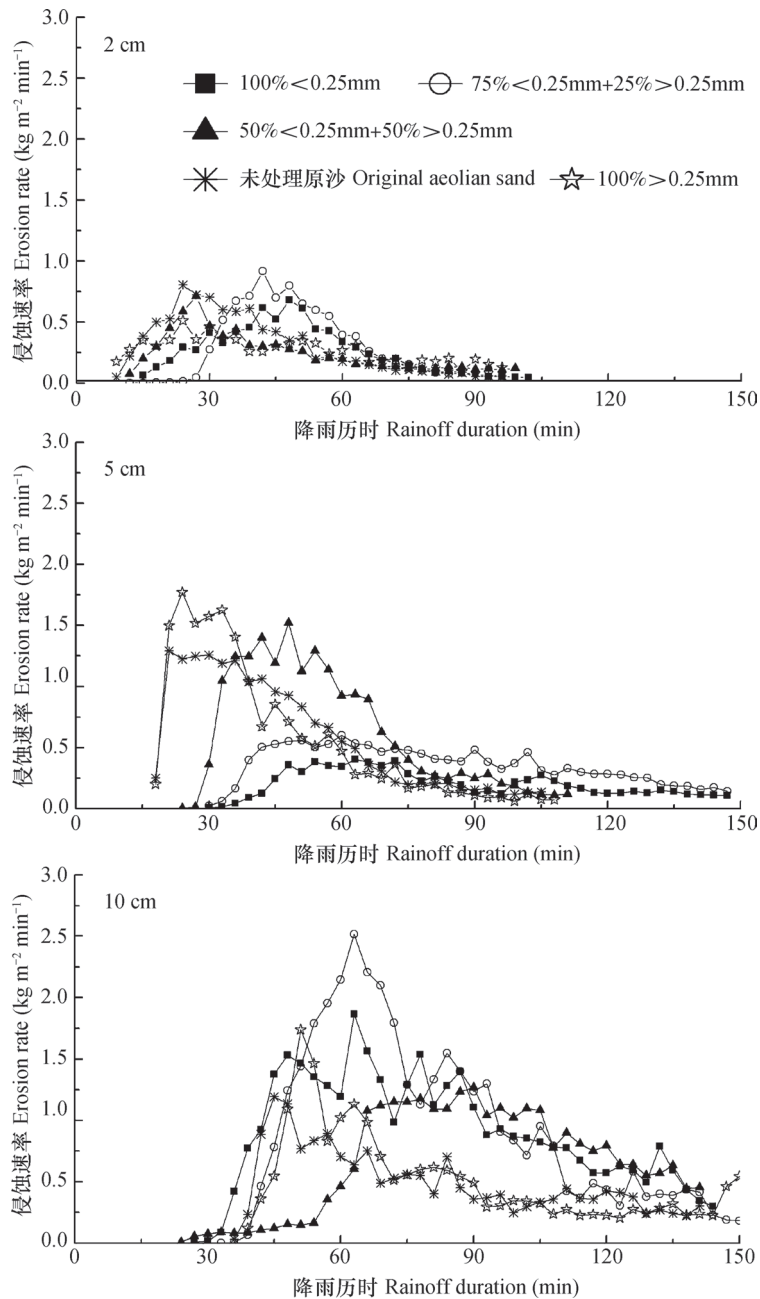 3.0
2 cm
2.5
100%<0.25mm
75%<0.25mm+25%>0.25mm
2.0
50%<0.25mm+50%>0.25mm
未处理原沙 Original aeolian sand
100%>0.25mm
1.5
1.0
0.5
0.0
侵蚀速率 Erosion rate (kg m⁻² min⁻¹)
0 30 60 90 120 150
降雨历时 Rainoff duration (min)
3.0
5 cm
2.5
2.0
1.5
1.0
0.5
0.0
侵蚀速率 Erosion rate (kg m⁻² min⁻¹)
0 30 60 90 120 150
降雨历时 Rainoff duration (min)
3.0
10 cm
2.5
2.0
1.5
1.0
0.5
0.0
侵蚀速率 Erosion rate (kg m⁻² min⁻¹)
0 30 60 90 120 150
降雨历时 Rainoff duration (min)